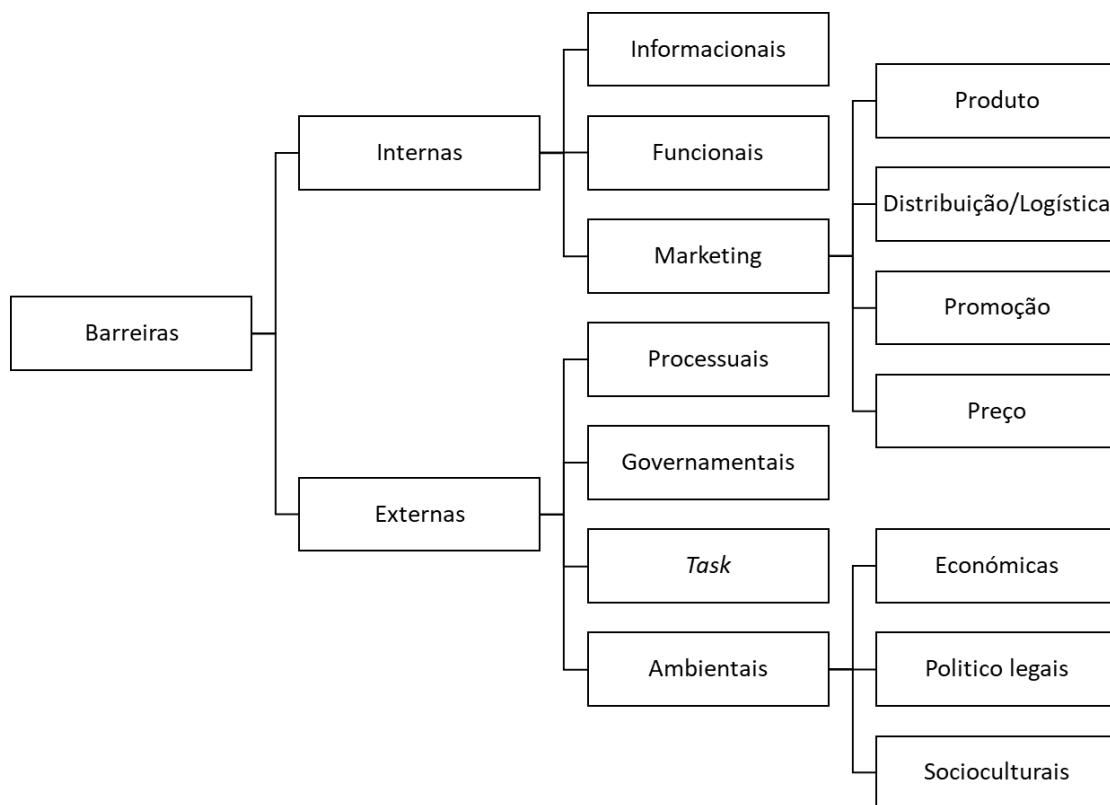 Barreiras
Internas
Informacionais
Funcionais
Marketing
Produto
Distribuição/Logística
Promoção
Preço
Externas
Processuais
Governamentais
Task
Ambientais
Económicas
Politico legais
Socioculturais